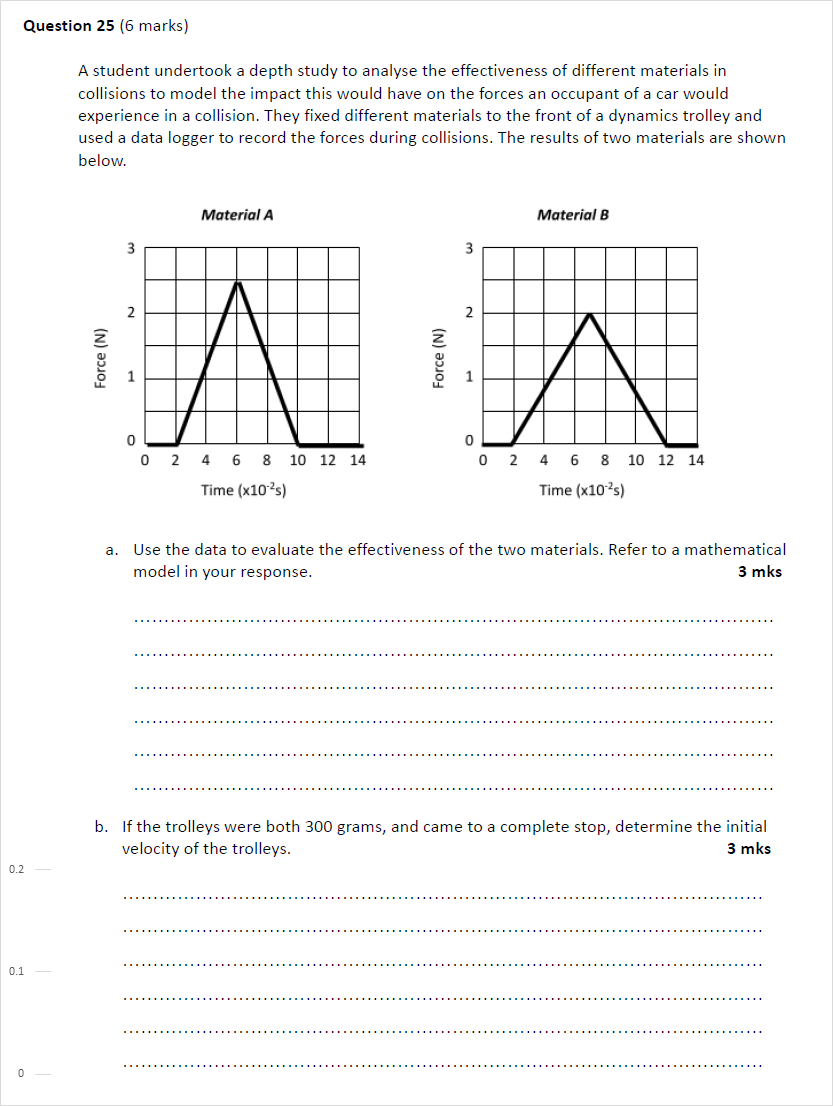 Question 25 (6 marks)
A student undertook a depth study to analyse the effectiveness of different materials in
collisions to model the impact this would have on the forces an occupant of a car would
experience in a collision. They fixed different materials to the front of a dynamics trolley and
used a data logger to record the forces during collisions. The results of two materials are shown
below.
Material A
3
2
1
0
Force (N)
0 2 4 6 8 10 12 14
Time (x10⁻²s)
Material B
3
2
1
0
Force (N)
0 2 4 6 8 10 12 14
Time (x10⁻²s)
a. Use the data to evaluate the effectiveness of the two materials. Refer to a mathematical
model in your response. 3 mks
b. If the trolleys were both 300 grams, and came to a complete stop, determine the initial
velocity of the trolleys. 3 mks
0.2
0.1
0